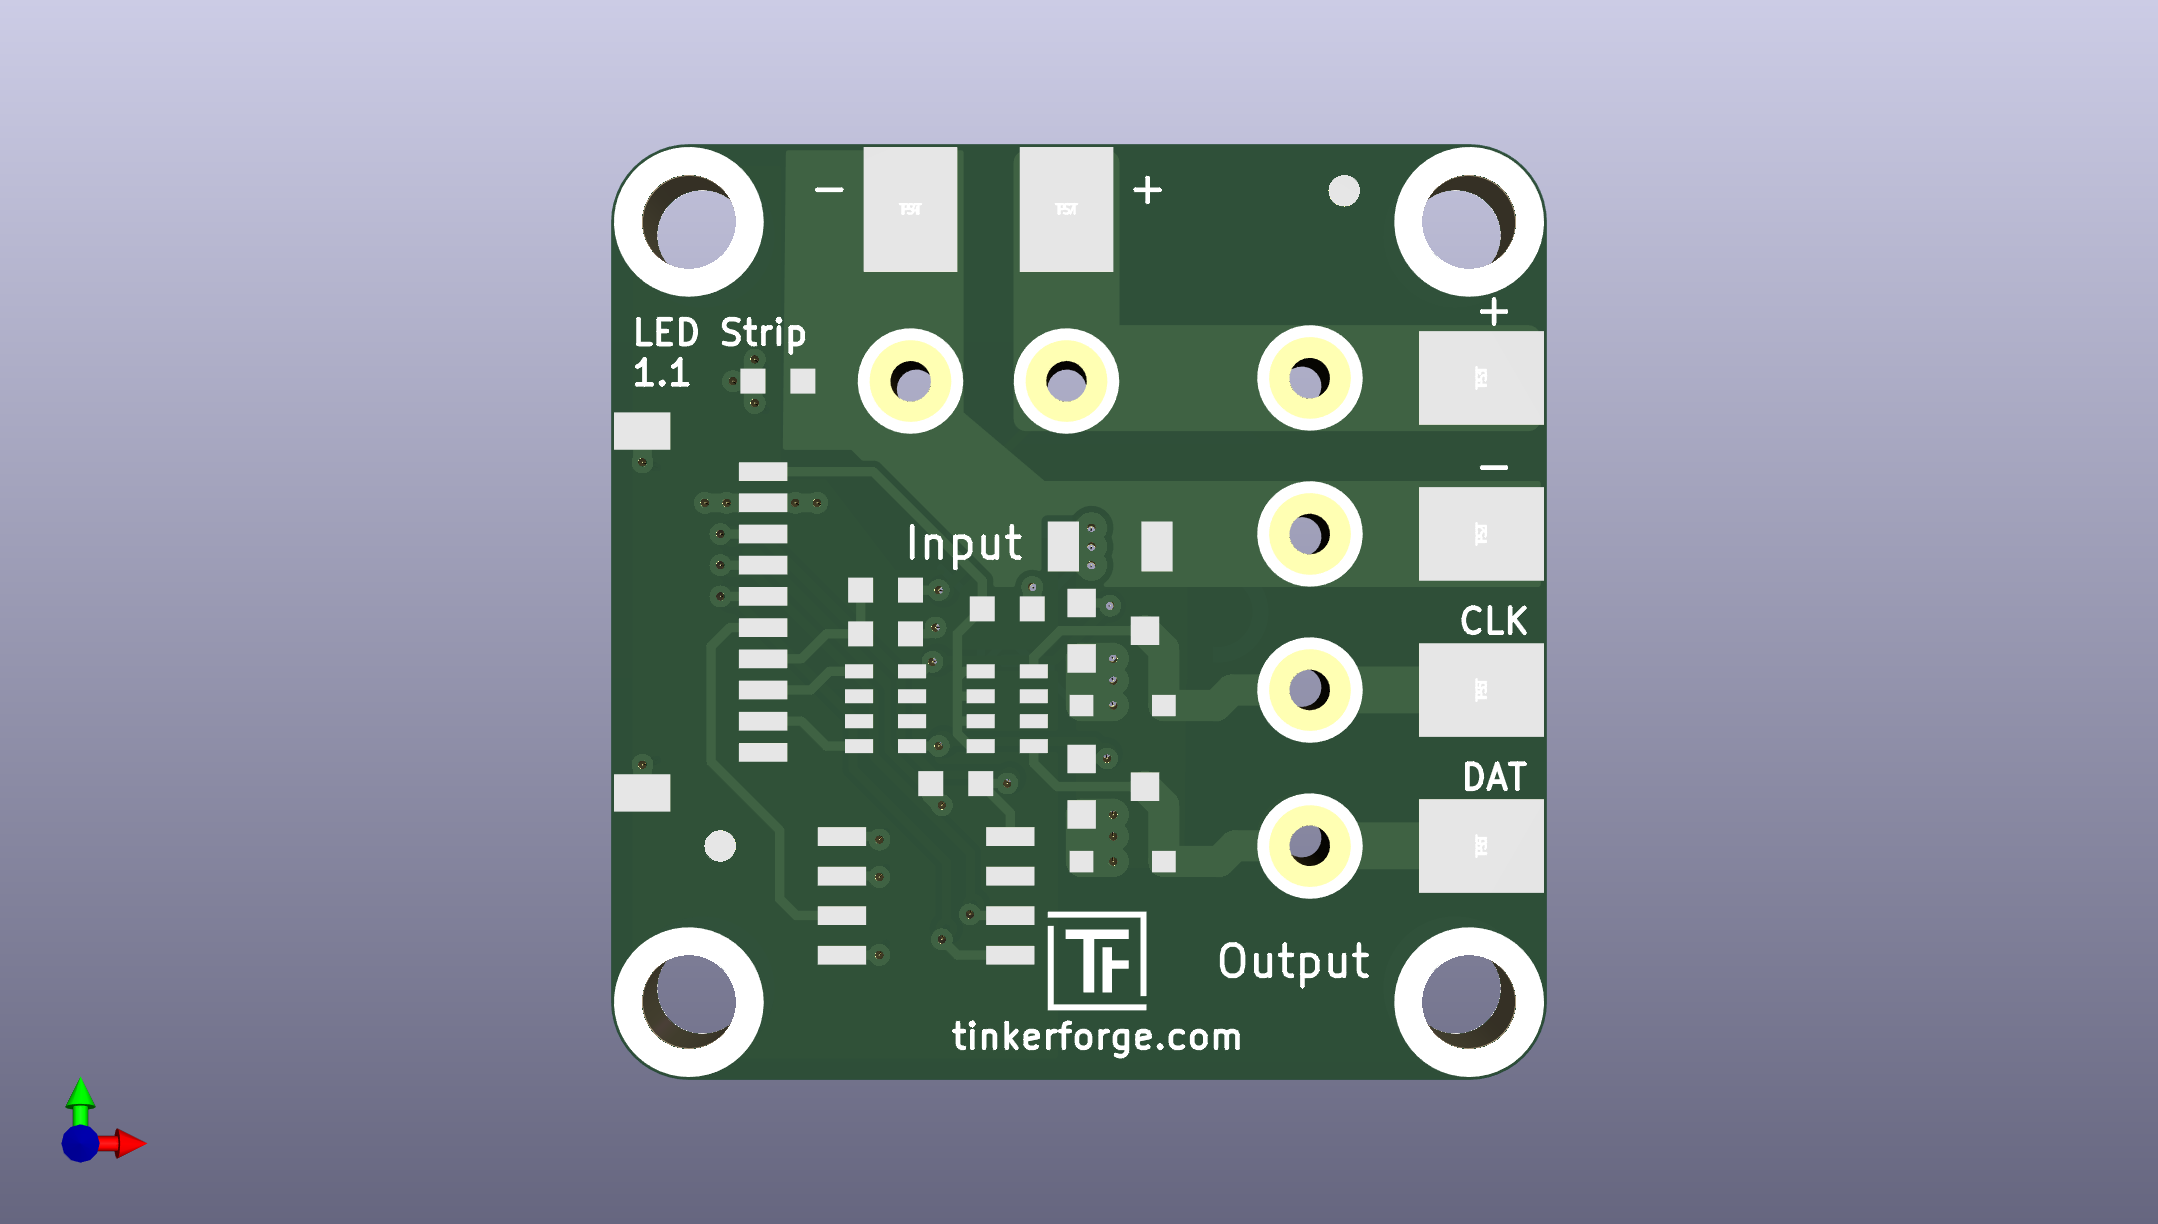 − +
+
LED Strip
1.1
−
Input
CLK
DAT
TF
Output
tinkerforge.com